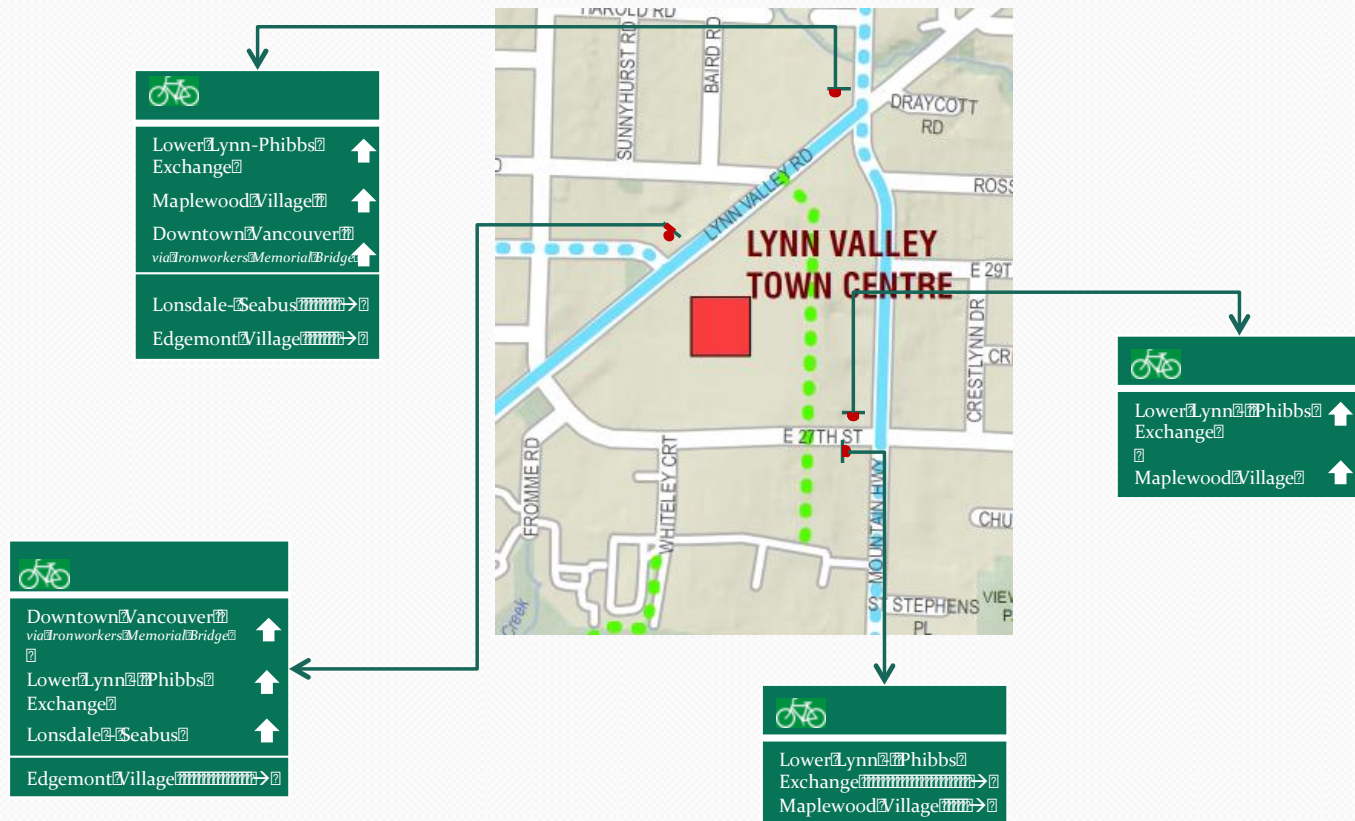 HAROLD RD
SUNNYHURST RD
BAIRD RD
DRAYCOTT
RD
LYNN VALLEY RD
ROSS
LYNN VALLEY
TOWN CENTRE
E 29T
CRESTLYNN DR
CRE
E 27TH ST
FROMME RD
WHITELEY CRT
MOUNTAIN HWY
CHU
ST STEPHENS
PL
VIEW
P
Creek
Lower Lynn-Phibbs
Exchange
Maplewood Village
Downtown Vancouver
via Ironworkers Memorial Bridge
Lonsdale- Seabus →
Edgemont Village →
Lower Lynn - Phibbs
Exchange
Maplewood Village
Downtown Vancouver
via Ironworkers Memorial Bridge
Lower Lynn - Phibbs
Exchange
Lonsdale - Seabus
Edgemont Village →
Lower Lynn - Phibbs
Exchange →
Maplewood Village →